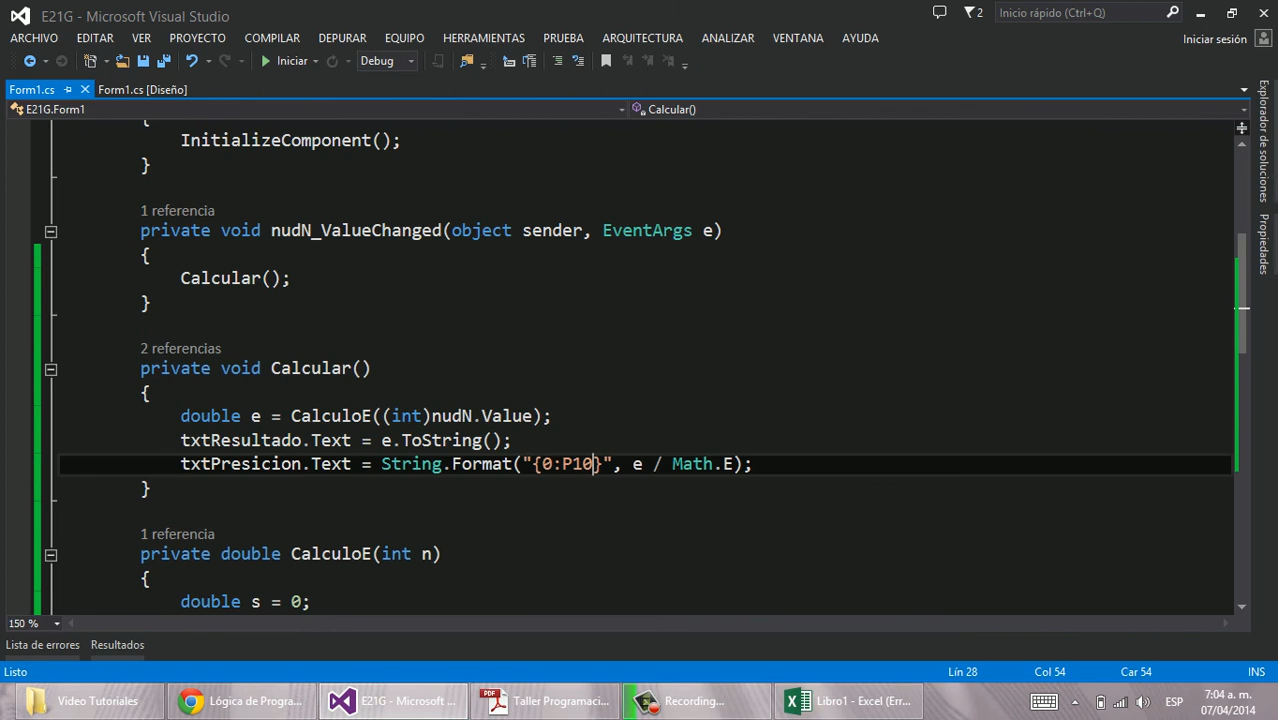 E21G - Microsoft Visual Studio
2
Inicio rápido (Ctrl+Q)
ARCHIVO EDITAR VER PROYECTO COMPILAR DEPURAR EQUIPO HERRAMIENTAS PRUEBA ARQUITECTURA ANALIZAR VENTANA AYUDA
Iniciar sesión
Iniciar Debug
Form1.cs Form1.cs [Diseño]
E21G.Form1 Calcular()
{
InitializeComponent();
}
1 referencia
private void nudN_ValueChanged(object sender, EventArgs e)
{
Calcular();
}
2 referencias
private void Calcular()
{
double e = CalculoE((int)nudN.Value);
txtResultado.Text = e.ToString();
txtPresicion.Text = String.Format("{0:P10}", e / Math.E);
}
1 referencia
private double CalculoE(int n)
{
double s = 0;
150 %
Explorador de soluciones
Propiedades
Lista de errores Resultados
Listo Lín 28 Col 54 Car 54 INS
Video Tutoriales Lógica de Progra... E21G - Microsoft ... PDF Taller Programaci... Recording... Libro1 - Excel (Err... ESP 7:04 a. m.
07/04/2014